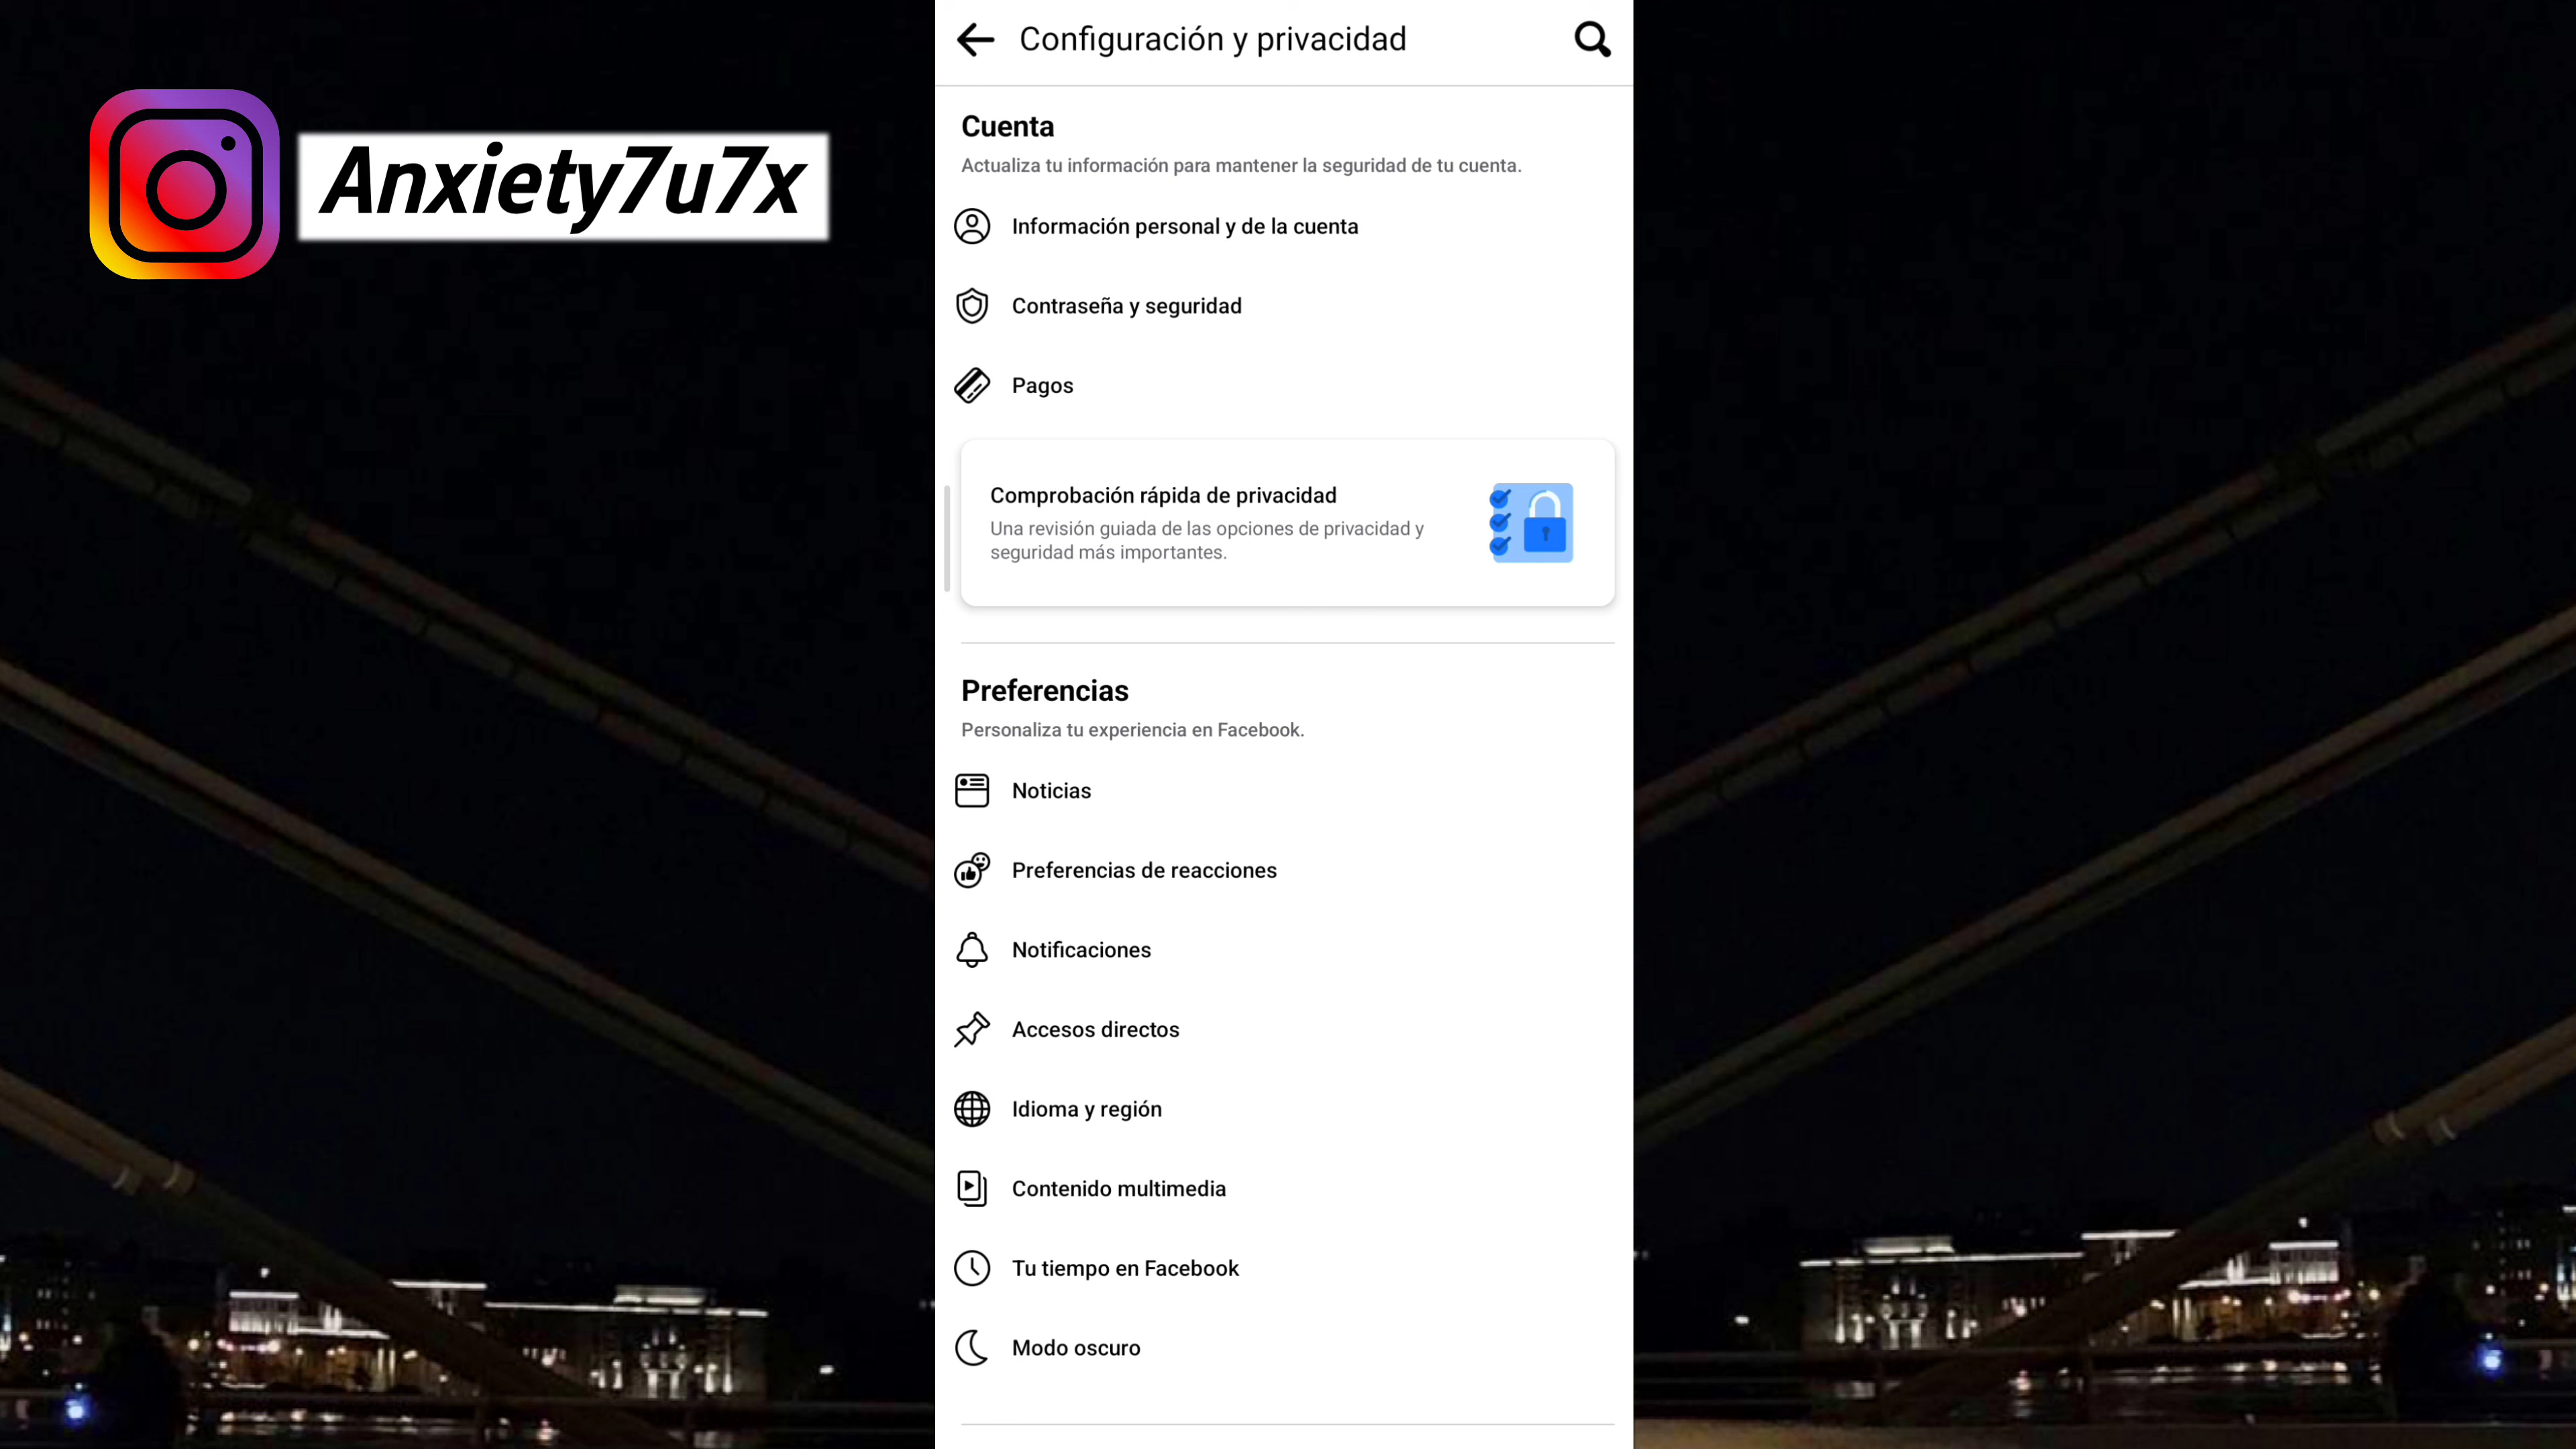 Anxiety7u7x
Configuración y privacidad
Cuenta
Actualiza tu información para mantener la seguridad de tu cuenta.
Información personal y de la cuenta
Contraseña y seguridad
Pagos
Comprobación rápida de privacidad
Una revisión guiada de las opciones de privacidad y
seguridad más importantes.
Preferencias
Personaliza tu experiencia en Facebook.
Noticias
Preferencias de reacciones
Notificaciones
Accesos directos
Idioma y región
Contenido multimedia
Tu tiempo en Facebook
Modo oscuro